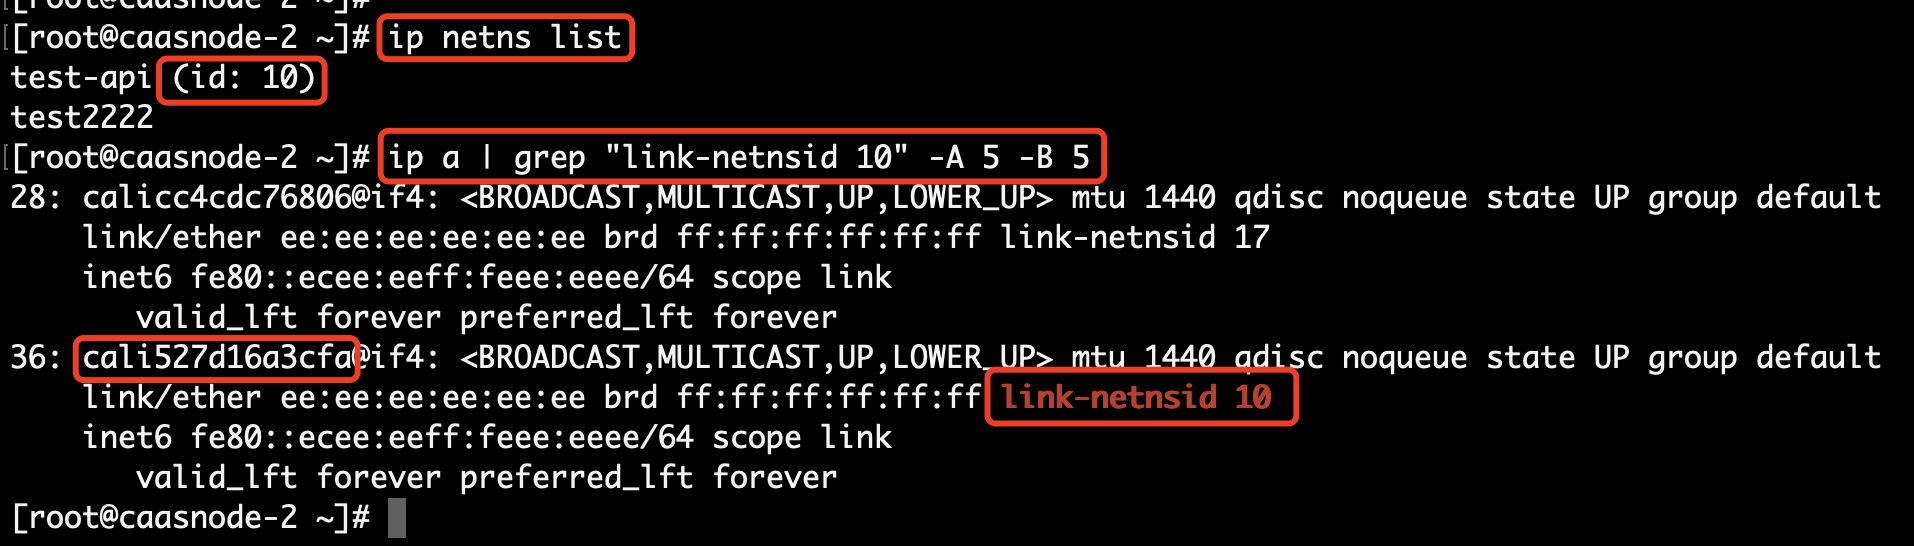 [root@caasnode-2 ~]#
[root@caasnode-2 ~]# ip netns list
test-api (id: 10)
test2222
[root@caasnode-2 ~]# ip a | grep "link-netnsid 10" -A 5 -B 5
28: calicc4cdc76806@if4: <BROADCAST,MULTICAST,UP,LOWER_UP> mtu 1440 qdisc noqueue state UP group default
    link/ether ee:ee:ee:ee:ee:ee brd ff:ff:ff:ff:ff:ff link-netnsid 17
    inet6 fe80::ecee:eeff:feee:eeee/64 scope link
       valid_lft forever preferred_lft forever
36: cali527d16a3cfa@if4: <BROADCAST,MULTICAST,UP,LOWER_UP> mtu 1440 qdisc noqueue state UP group default
    link/ether ee:ee:ee:ee:ee:ee brd ff:ff:ff:ff:ff:ff link-netnsid 10
    inet6 fe80::ecee:eeff:feee:eeee/64 scope link
       valid_lft forever preferred_lft forever
[root@caasnode-2 ~]#